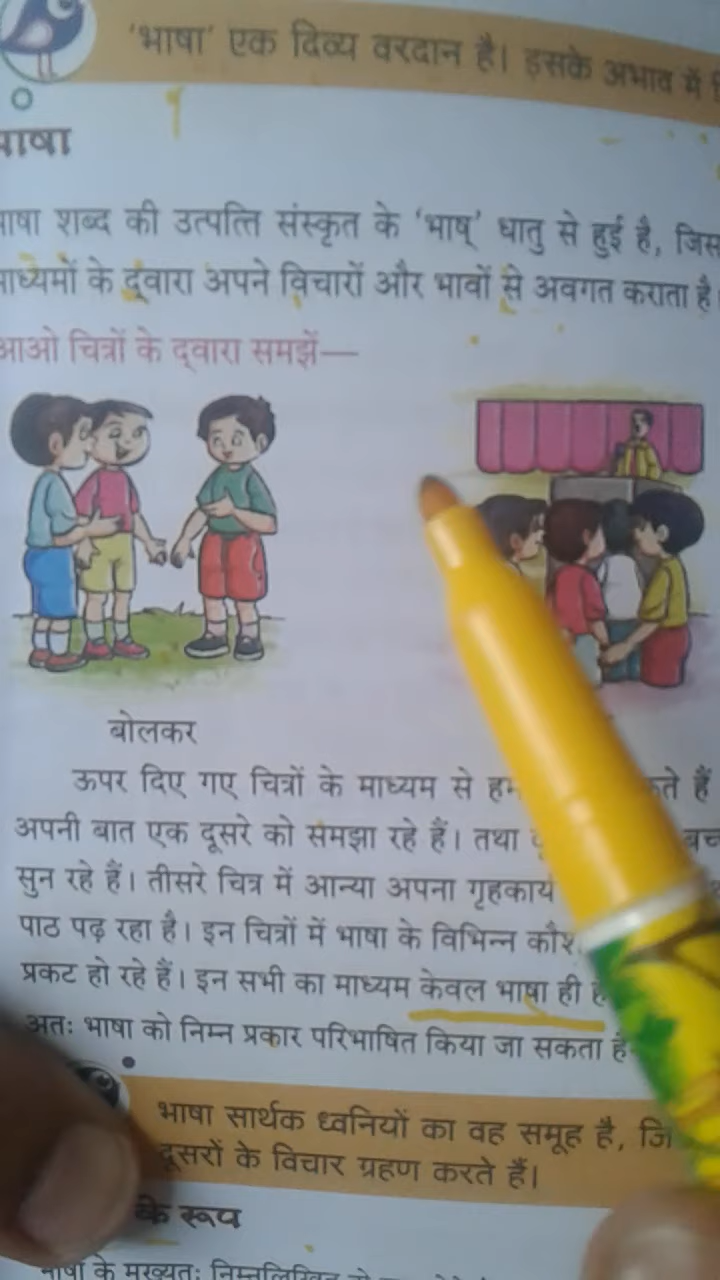 'भाषा' एक दिव्य वरदान है। इसके अभाव में
भाषा
भाषा शब्द की उत्पत्ति संस्कृत के 'भाष्' धातु से हुई है, जिस
माध्यमों के द्वारा अपने विचारों और भावों से अवगत कराता है।
आओ चित्रों के द्वारा समझें—
बोलकर
ऊपर दिए गए चित्रों के माध्यम से हम
अपनी बात एक दूसरे को समझा रहे हैं। तथा
सुन रहे हैं। तीसरे चित्र में आन्या अपना गृहकार्य
पाठ पढ़ रहा है। इन चित्रों में भाषा के विभिन्न
प्रकट हो रहे हैं। इन सभी का माध्यम केवल भाषा ही
अतः भाषा को निम्न प्रकार परिभाषित किया जा सकता है
भाषा सार्थक ध्वनियों का वह समूह है,
दूसरों के विचार ग्रहण करते हैं।
के रूप
भाषा के मुख्यतः निम्नलिखित